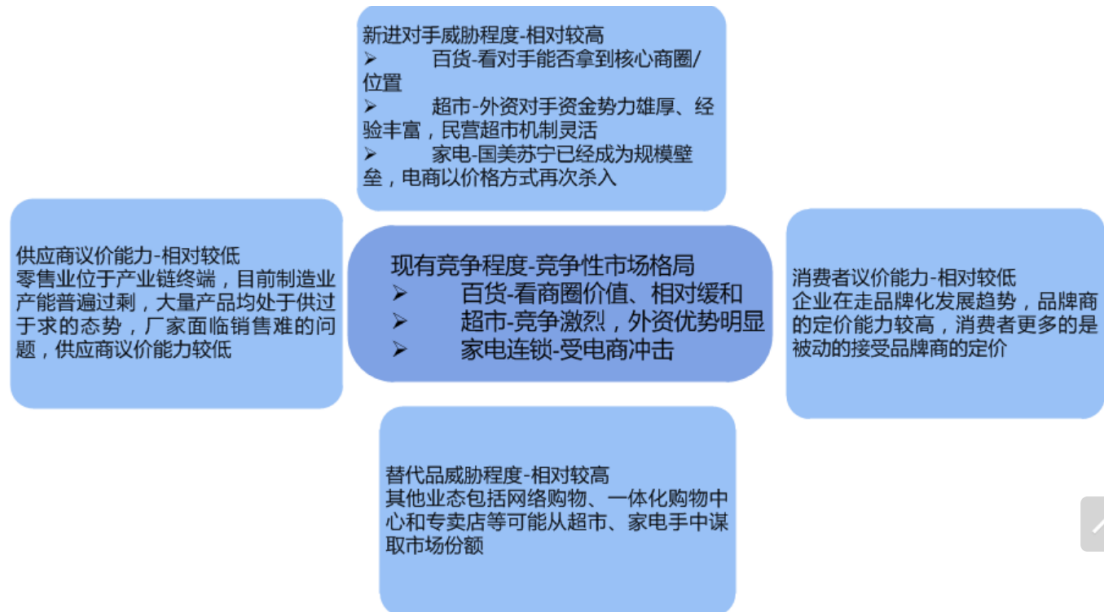 新进对手威胁程度-相对较高
➢ 百货-看对手能否拿到核心商圈/
位置
➢ 超市-外资对手资金势力雄厚、经
验丰富，民营超市机制灵活
➢ 家电-国美苏宁已经成为规模壁
垒，电商以价格方式再次杀入
供应商议价能力-相对较低
零售业位于产业链终端，目前制造业
产能普遍过剩，大量产品均处于供过
于求的态势，厂家面临销售难的问
题，供应商议价能力较低
现有竞争程度-竞争性市场格局
➢ 百货-看商圈价值、相对缓和
➢ 超市-竞争激烈，外资优势明显
➢ 家电连锁-受电商冲击
消费者议价能力-相对较低
企业在走品牌化发展趋势，品牌商
的定价能力较高，消费者更多的是
被动的接受品牌商的定价
替代品威胁程度-相对较高
其他业态包括网络购物、一体化购物中
心和专卖店等可能从超市、家电手中谋
取市场份额